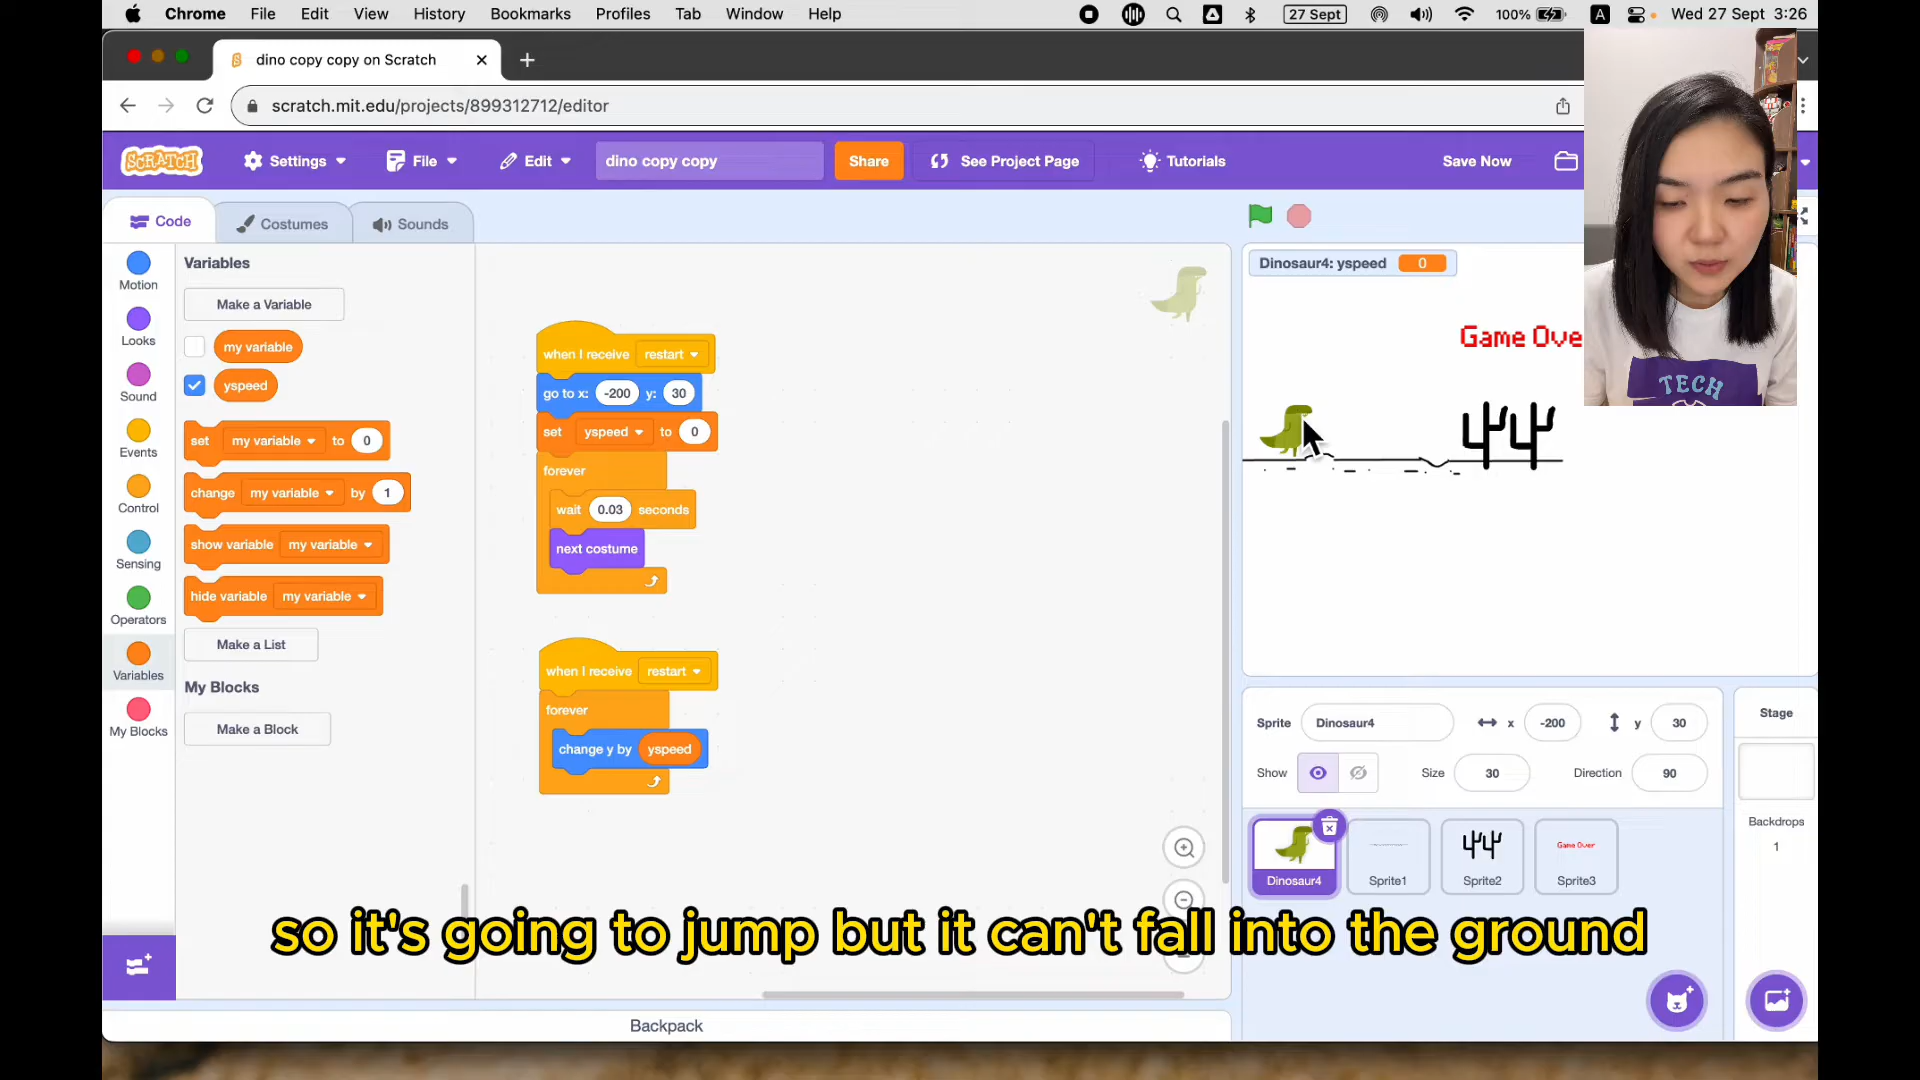 Chrome File Edit View History Bookmarks Profiles Tab Window Help 27 Sept 100% A Wed 27 Sept 3:26
dino copy copy on Scratch
scratch.mit.edu/projects/899312712/editor
SCRATCH Settings File Edit dino copy copy Share See Project Page Tutorials Save Now
Code Costumes Sounds
Motion
Looks
Sound
Events
Control
Sensing
Operators
Variables
My Blocks
Variables
Make a Variable
my variable
yspeed
set my variable to 0
change my variable by 1
show variable my variable
hide variable my variable
Make a List
My Blocks
Make a Block
when I receive restart
go to x: -200 y: 30
set yspeed to 0
forever
wait 0.03 seconds
next costume
when I receive restart
forever
change y by yspeed
Dinosaur4: yspeed 0
Game Ove
TECH
Sprite Dinosaur4 x -200 y 30
Show Size 30 Direction 90
Dinosaur4 Sprite1 Sprite2 Game Over Sprite3
Stage
Backdrops
1
so it's going to jump but it can't fall into the ground
Backpack